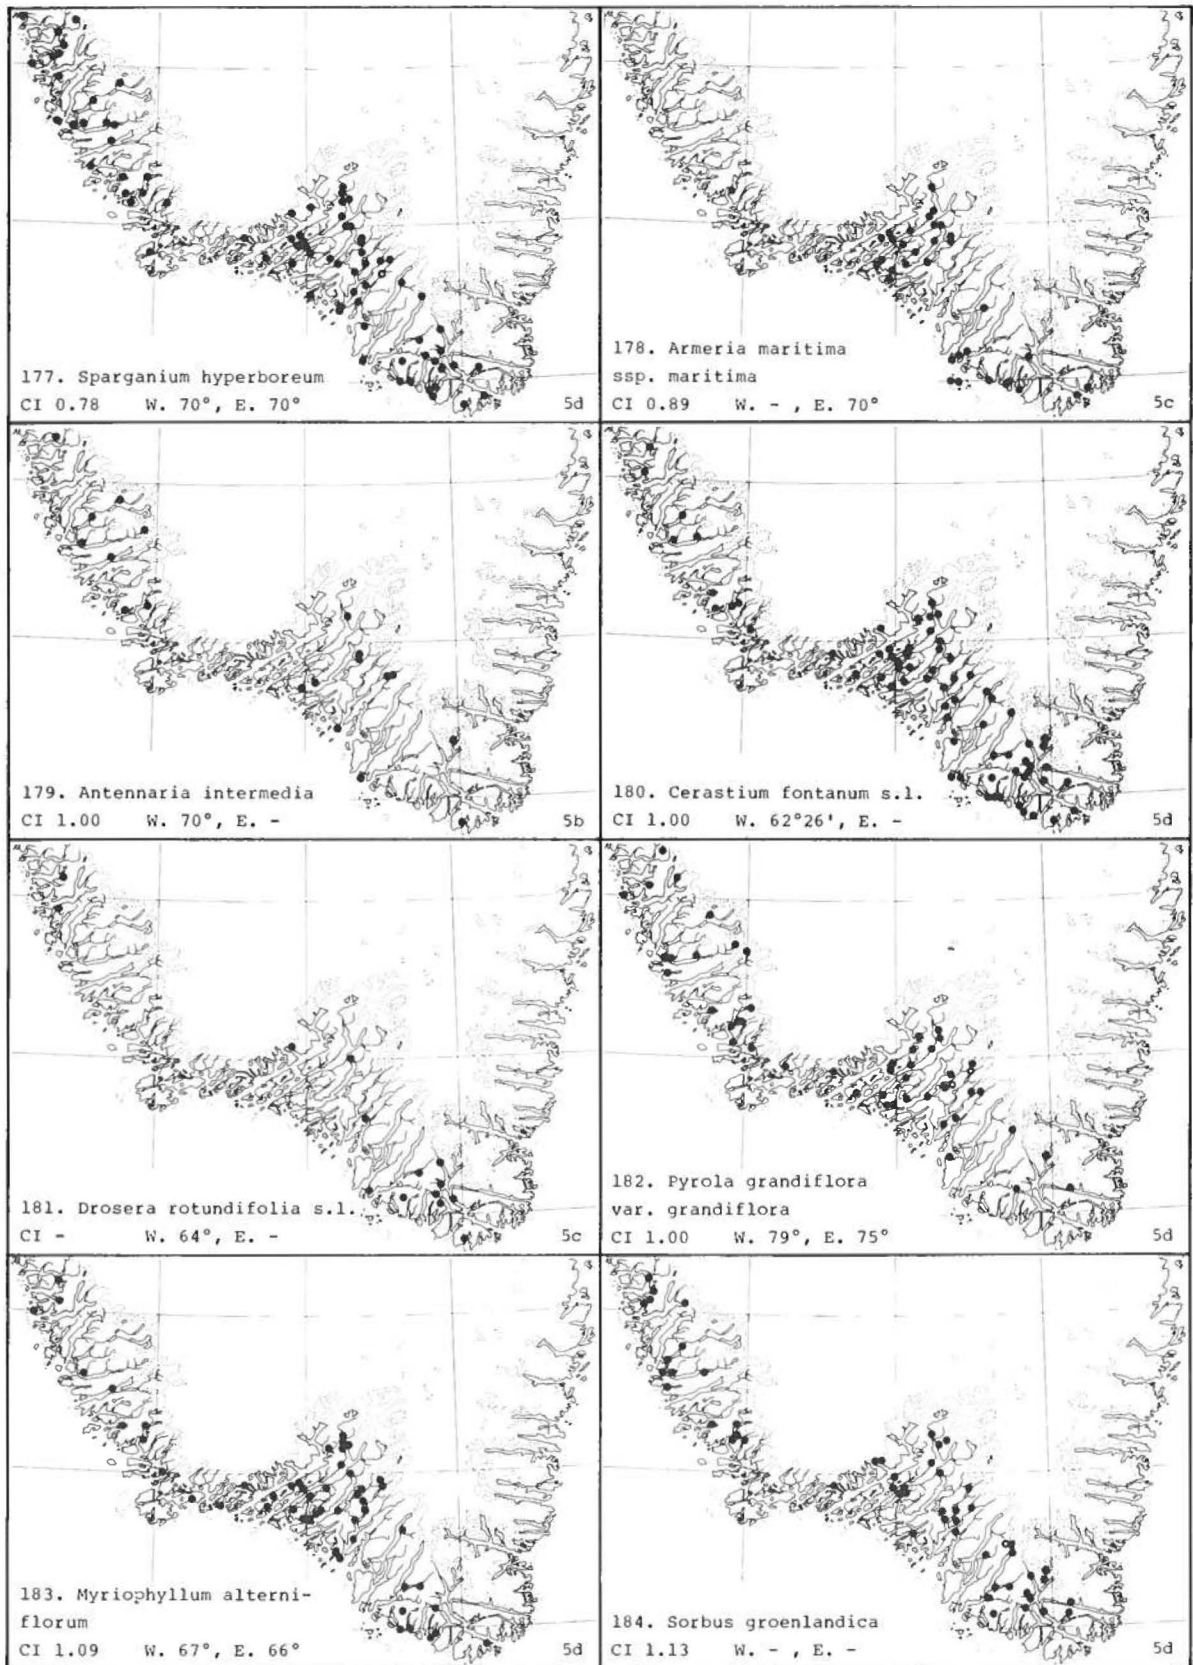 177. Sparganium hyperboreum
CI 0.78 W. 70°, E. 70° 5d
178. Armeria maritima
ssp. maritima
CI 0.89 W. - , E. 70° 5c
179. Antennaria intermedia
CI 1.00 W. 70°, E. - 5b
180. Cerastium fontanum s.l.
CI 1.00 W. 62°26', E. - 5d
181. Drosera rotundifolia s.l.
CI - W. 64°, E. - 5c
182. Pyrola grandiflora
var. grandiflora
CI 1.00 W. 79°, E. 75° 5d
183. Myriophyllum alterni-
florum
CI 1.09 W. 67°, E. 66° 5d
184. Sorbus groenlandica
CI 1.13 W. - , E. - 5d